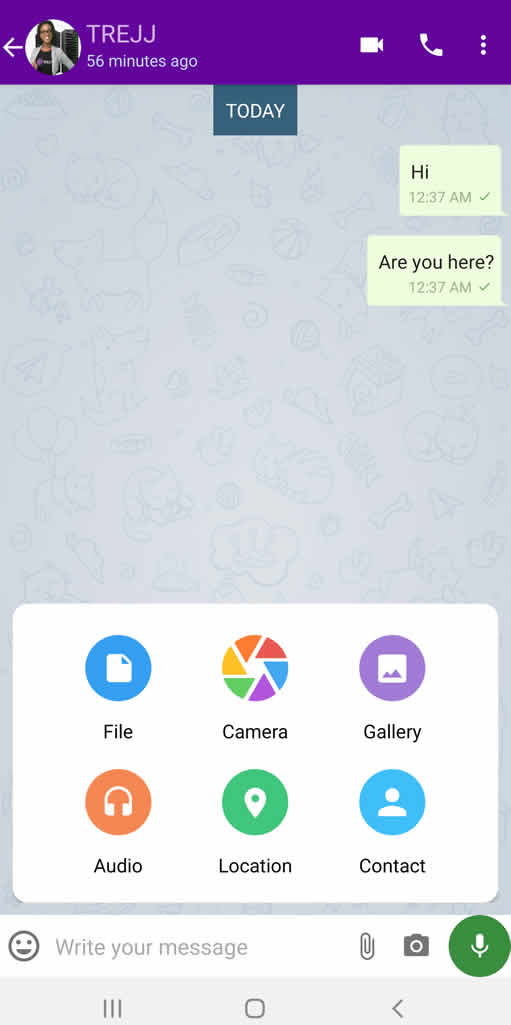 TREJJ
56 minutes ago
TODAY
Hi
12:37 AM
Are you here?
12:37 AM
File
Camera
Gallery
Audio
Location
Contact
Write your message